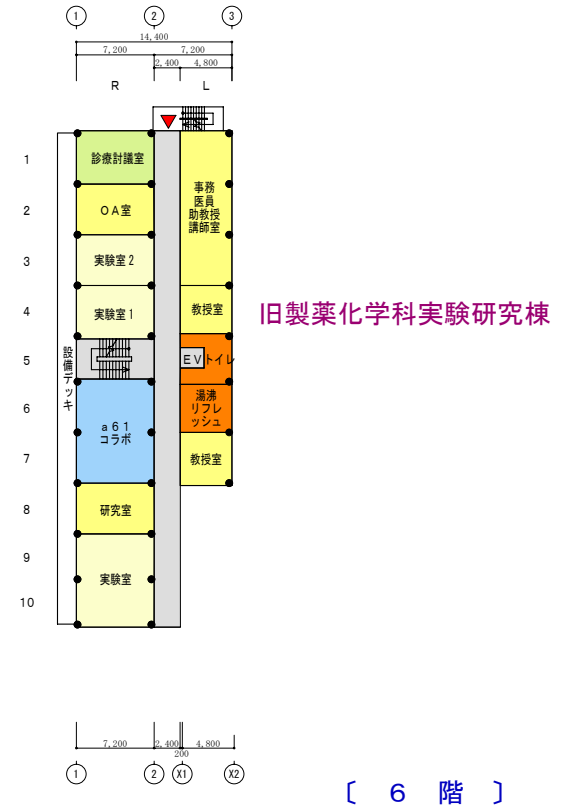 1 2 3
14,400
7,200 7,200
2,400 4,800
R L
1
診療討議室
2
OA室
事務
医員
助教授
講師室
3
実験室2
4
実験室1
教授室
旧製薬化学科実験研究棟
5
設備デッキ
EV トイレ
6
a61
コラボ
湯沸
リフレ
ッシュ
7
教授室
8
研究室
9
実験室
10
7,200 2,400 4,800
200
1 2 X1 X2
〔 6 階 〕